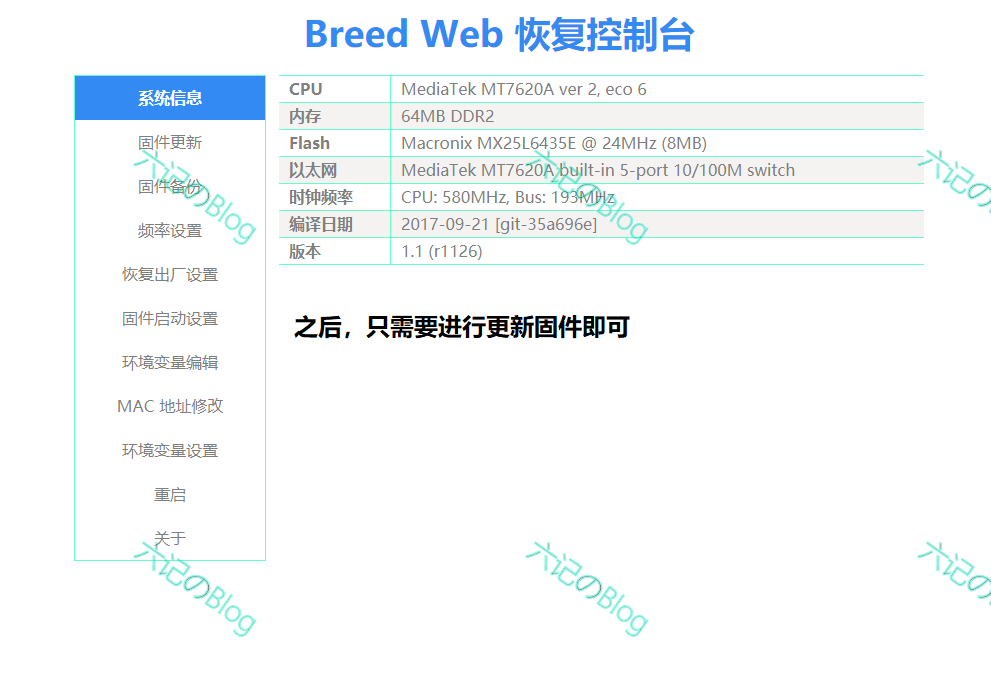 Breed Web 恢复控制台
系统信息
固件更新
固件备份
频率设置
恢复出厂设置
固件启动设置
环境变量编辑
MAC 地址修改
环境变量设置
重启
关于
CPU MediaTek MT7620A ver 2, eco 6
内存 64MB DDR2
Flash Macronix MX25L6435E @ 24MHz (8MB)
以太网 MediaTek MT7620A built-in 5-port 10/100M switch
时钟频率 CPU: 580MHz, Bus: 193MHz
编译日期 2017-09-21 [git-35a696e]
版本 1.1 (r1126)
之后，只需要进行更新固件即可
六记のBlog
六记のBlog
六记の
六记のBlog
六记のBlog
六记の